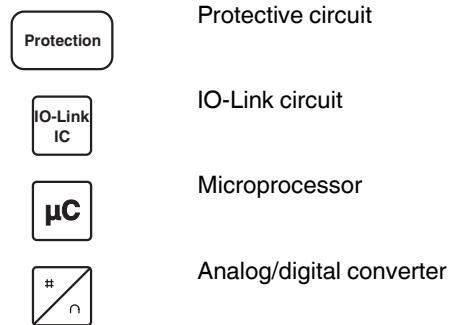 Protection
Protective circuit
IO-Link
IC
IO-Link circuit
µC
Microprocessor
#
∩
Analog/digital converter